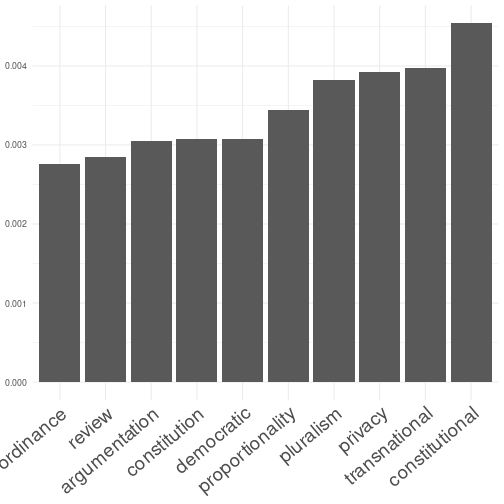 0.004
0.003
0.002
0.001
0.000
ordinance
review
argumentation
constitution
democratic
proportionality
pluralism
privacy
transnational
constitutional